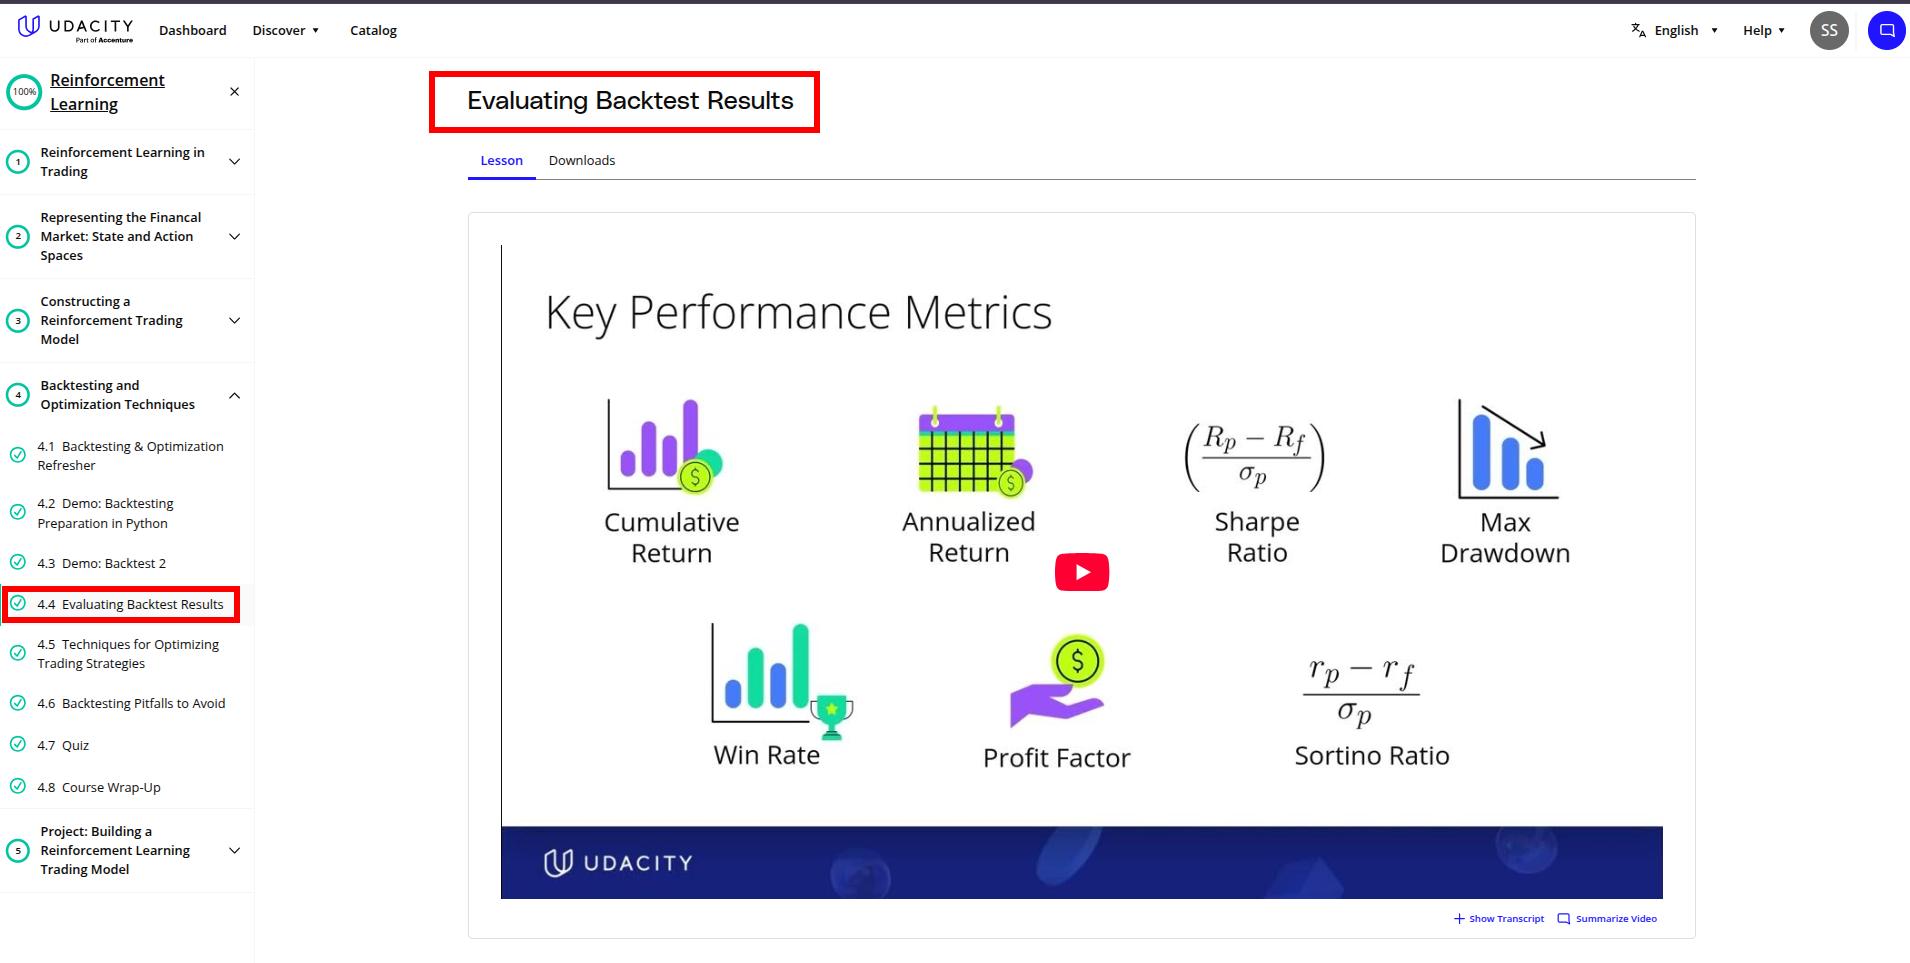 UDACITY
Part of Accenture
Dashboard
Discover
Catalog
English
Help
SS
100%
Reinforcement
Learning
1
Reinforcement Learning in
Trading
2
Representing the Financal
Market: State and Action
Spaces
3
Constructing a
Reinforcement Trading
Model
4
Backtesting and
Optimization Techniques
4.1 Backtesting & Optimization
Refresher
4.2 Demo: Backtesting
Preparation in Python
4.3 Demo: Backtest 2
4.4 Evaluating Backtest Results
4.5 Techniques for Optimizing
Trading Strategies
4.6 Backtesting Pitfalls to Avoid
4.7 Quiz
4.8 Course Wrap-Up
5
Project: Building a
Reinforcement Learning
Trading Model
Evaluating Backtest Results
Lesson
Downloads
Key Performance Metrics
$
Cumulative
Return
$
Annualized
Return
(R_p − R_f / σ_p)
Sharpe
Ratio
Max
Drawdown
Win Rate
$
Profit Factor
r_p − r_f / σ_p
Sortino Ratio
UDACITY
Show Transcript
Summarize Video